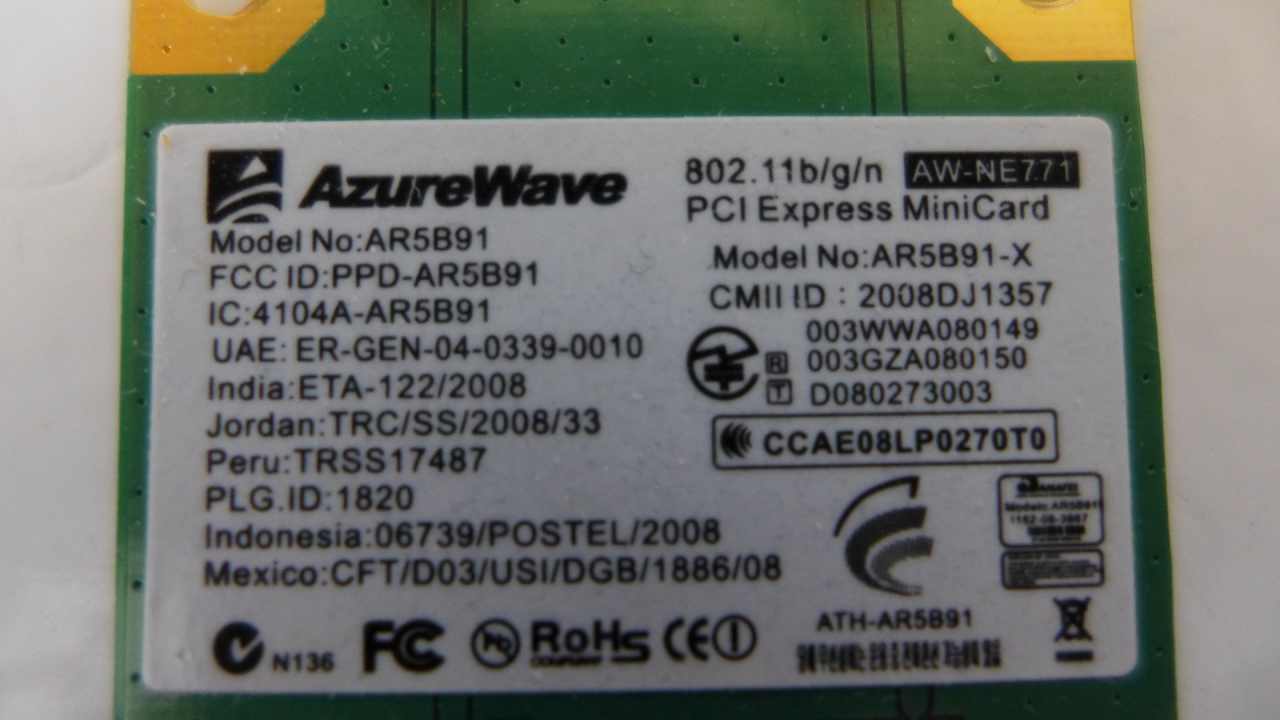 AzureWave
Model No:AR5B91
FCC ID:PPD-AR5B91
IC:4104A-AR5B91
UAE: ER-GEN-04-0339-0010
India:ETA-122/2008
Jordan:TRC/SS/2008/33
Peru:TRSS17487
PLG.ID:1820
Indonesia:06739/POSTEL/2008
Mexico:CFT/D03/USI/DGB/1886/08
N136 FC RoHS CE
802.11b/g/n AW-NE771
PCI Express MiniCard
Model No:AR5B91-X
CMII ID : 2008DJ1357
003WWA080149
R 003GZA080150
T D080273003
CCAE08LP0270T0
ATH-AR5B91